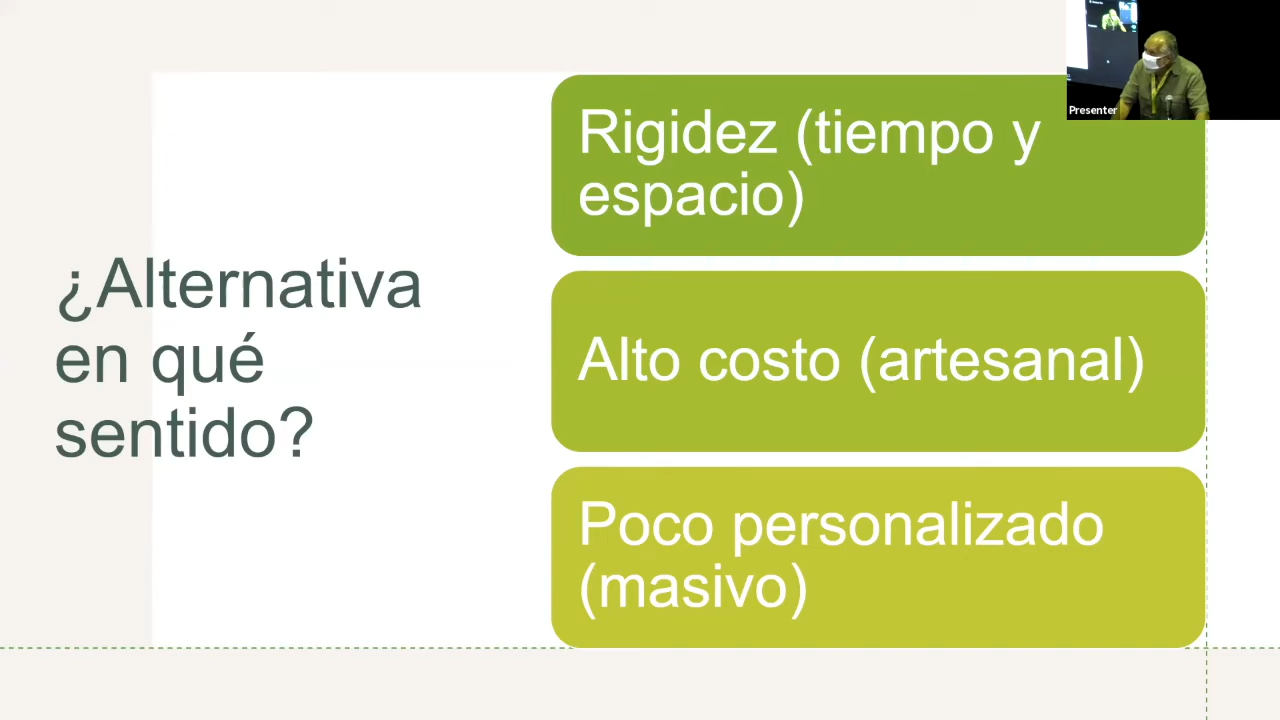 ¿Alternativa
en qué
sentido?
Rigidez (tiempo y
espacio)
Alto costo (artesanal)
Poco personalizado
(masivo)
Presenter